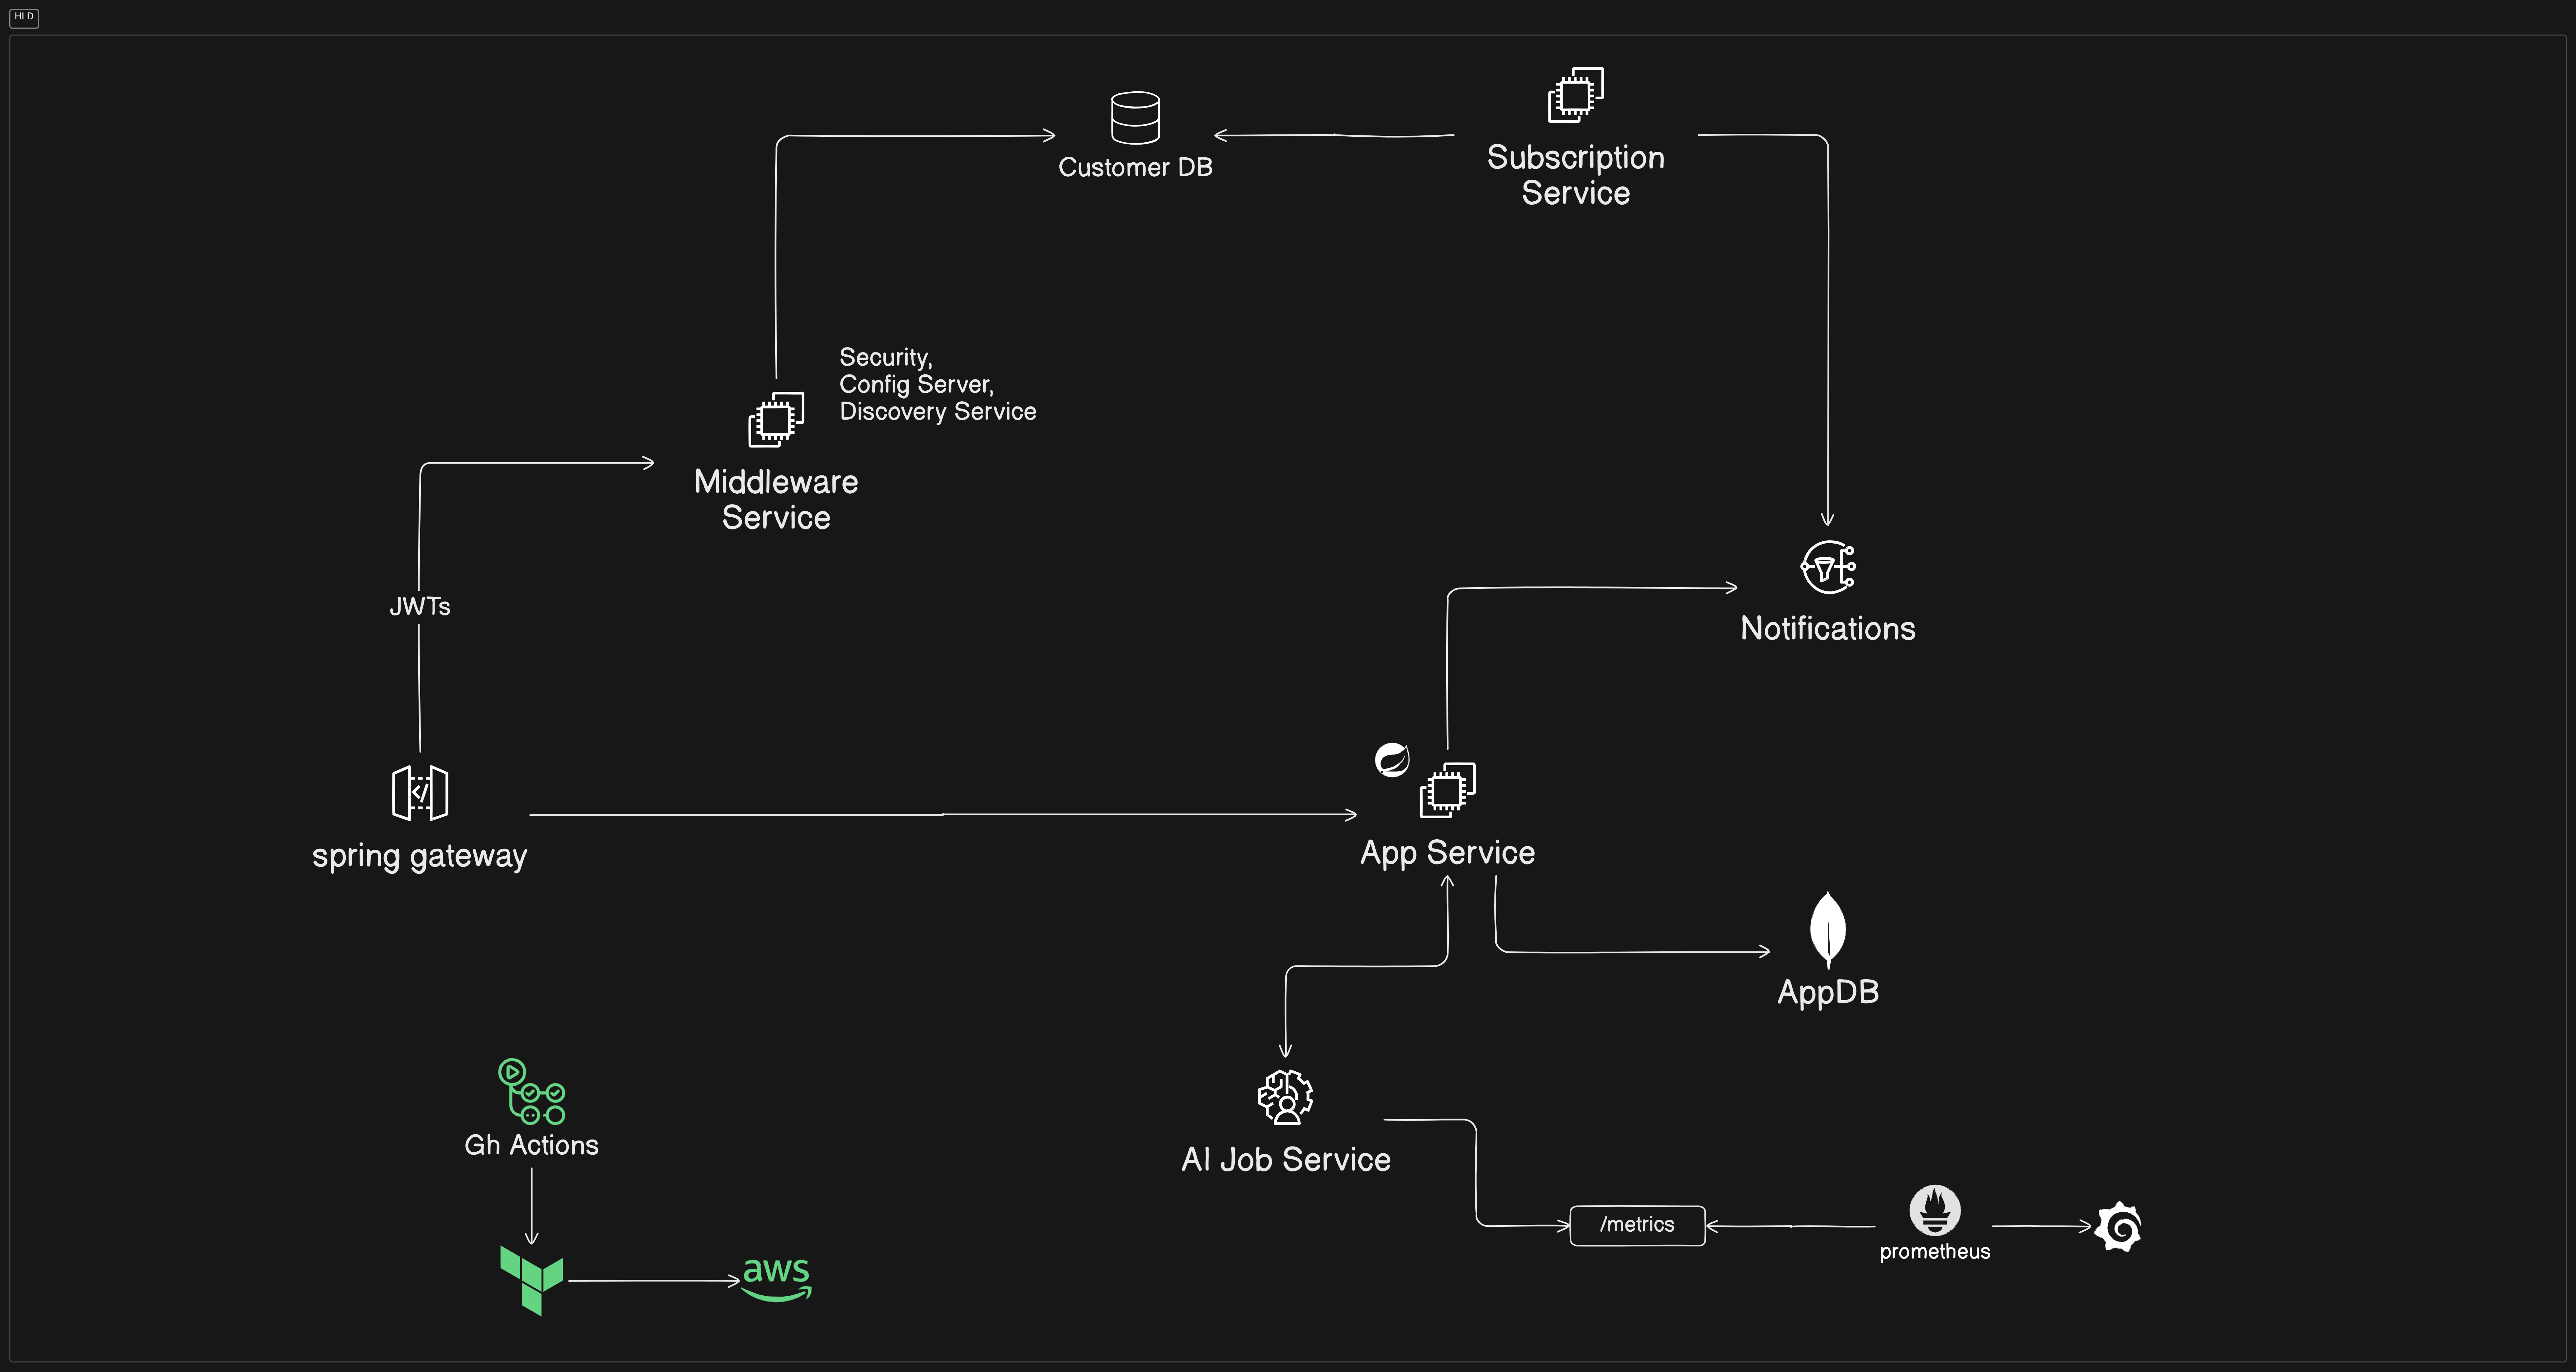 HLD
Customer DB
Subscription
Service
Security,
Config Server,
Discovery Service
Middleware
Service
JWTs
Notifications
spring gateway
App Service
AppDB
Gh Actions
AI Job Service
/metrics
prometheus
aws